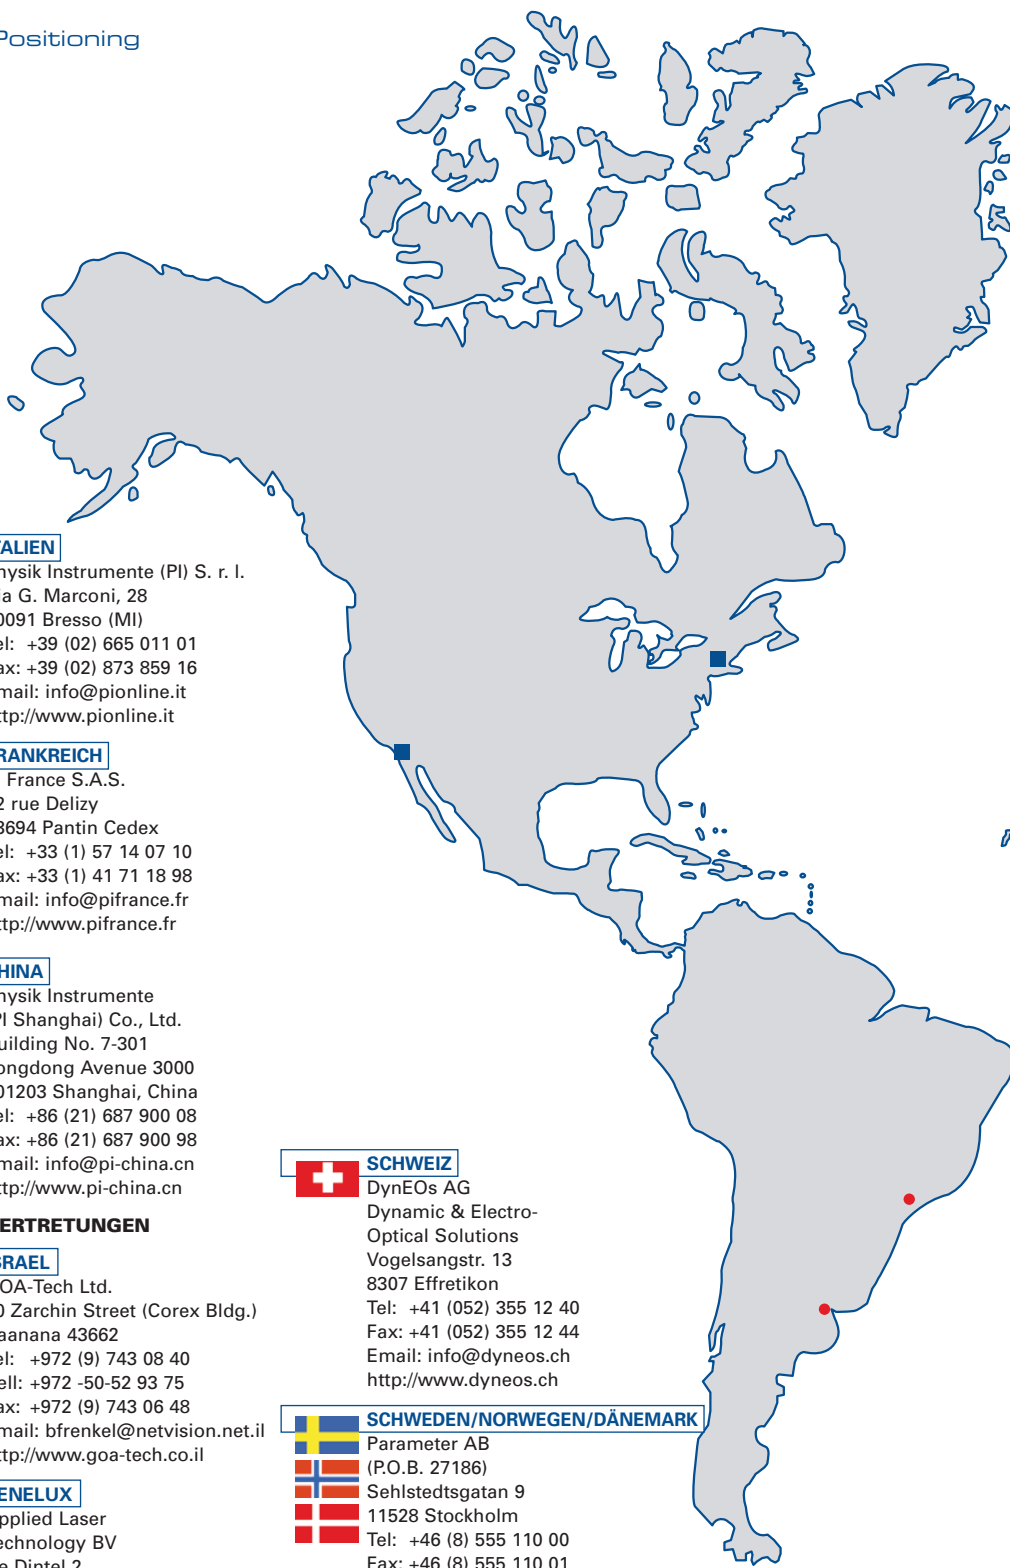 Positioning
TALIEN
hysik Instrumente (PI) S. r. l.
ia G. Marconi, 28
0091 Bresso (MI)
el: +39 (02) 665 011 01
ax: +39 (02) 873 859 16
mail: info@pionline.it
ttp://www.pionline.it
RANKREICH
France S.A.S.
2 rue Delizy
3694 Pantin Cedex
el: +33 (1) 57 14 07 10
ax: +33 (1) 41 71 18 98
mail: info@pifrance.fr
ttp://www.pifrance.fr
HINA
hysik Instrumente
PI Shanghai) Co., Ltd.
uilding No. 7-301
ongdong Avenue 3000
01203 Shanghai, China
el: +86 (21) 687 900 08
ax: +86 (21) 687 900 98
mail: info@pi-china.cn
ttp://www.pi-china.cn
ERTRETUNGEN
SRAEL
OA-Tech Ltd.
0 Zarchin Street (Corex Bldg.)
aanana 43662
el: +972 (9) 743 08 40
ell: +972 -50-52 93 75
ax: +972 (9) 743 06 48
mail: bfrenkel@netvision.net.il
ttp://www.goa-tech.co.il
ENELUX
pplied Laser
echnology BV
e Dintel 2
SCHWEIZ
DynEOs AG
Dynamic & Electro-
Optical Solutions
Vogelsangstr. 13
8307 Effretikon
Tel: +41 (052) 355 12 40
Fax: +41 (052) 355 12 44
Email: info@dyneos.ch
http://www.dyneos.ch
SCHWEDEN/NORWEGEN/DÄNEMARK
Parameter AB
(P.O.B. 27186)
Sehlstedtsgatan 9
11528 Stockholm
Tel: +46 (8) 555 110 00
Fax: +46 (8) 555 110 01